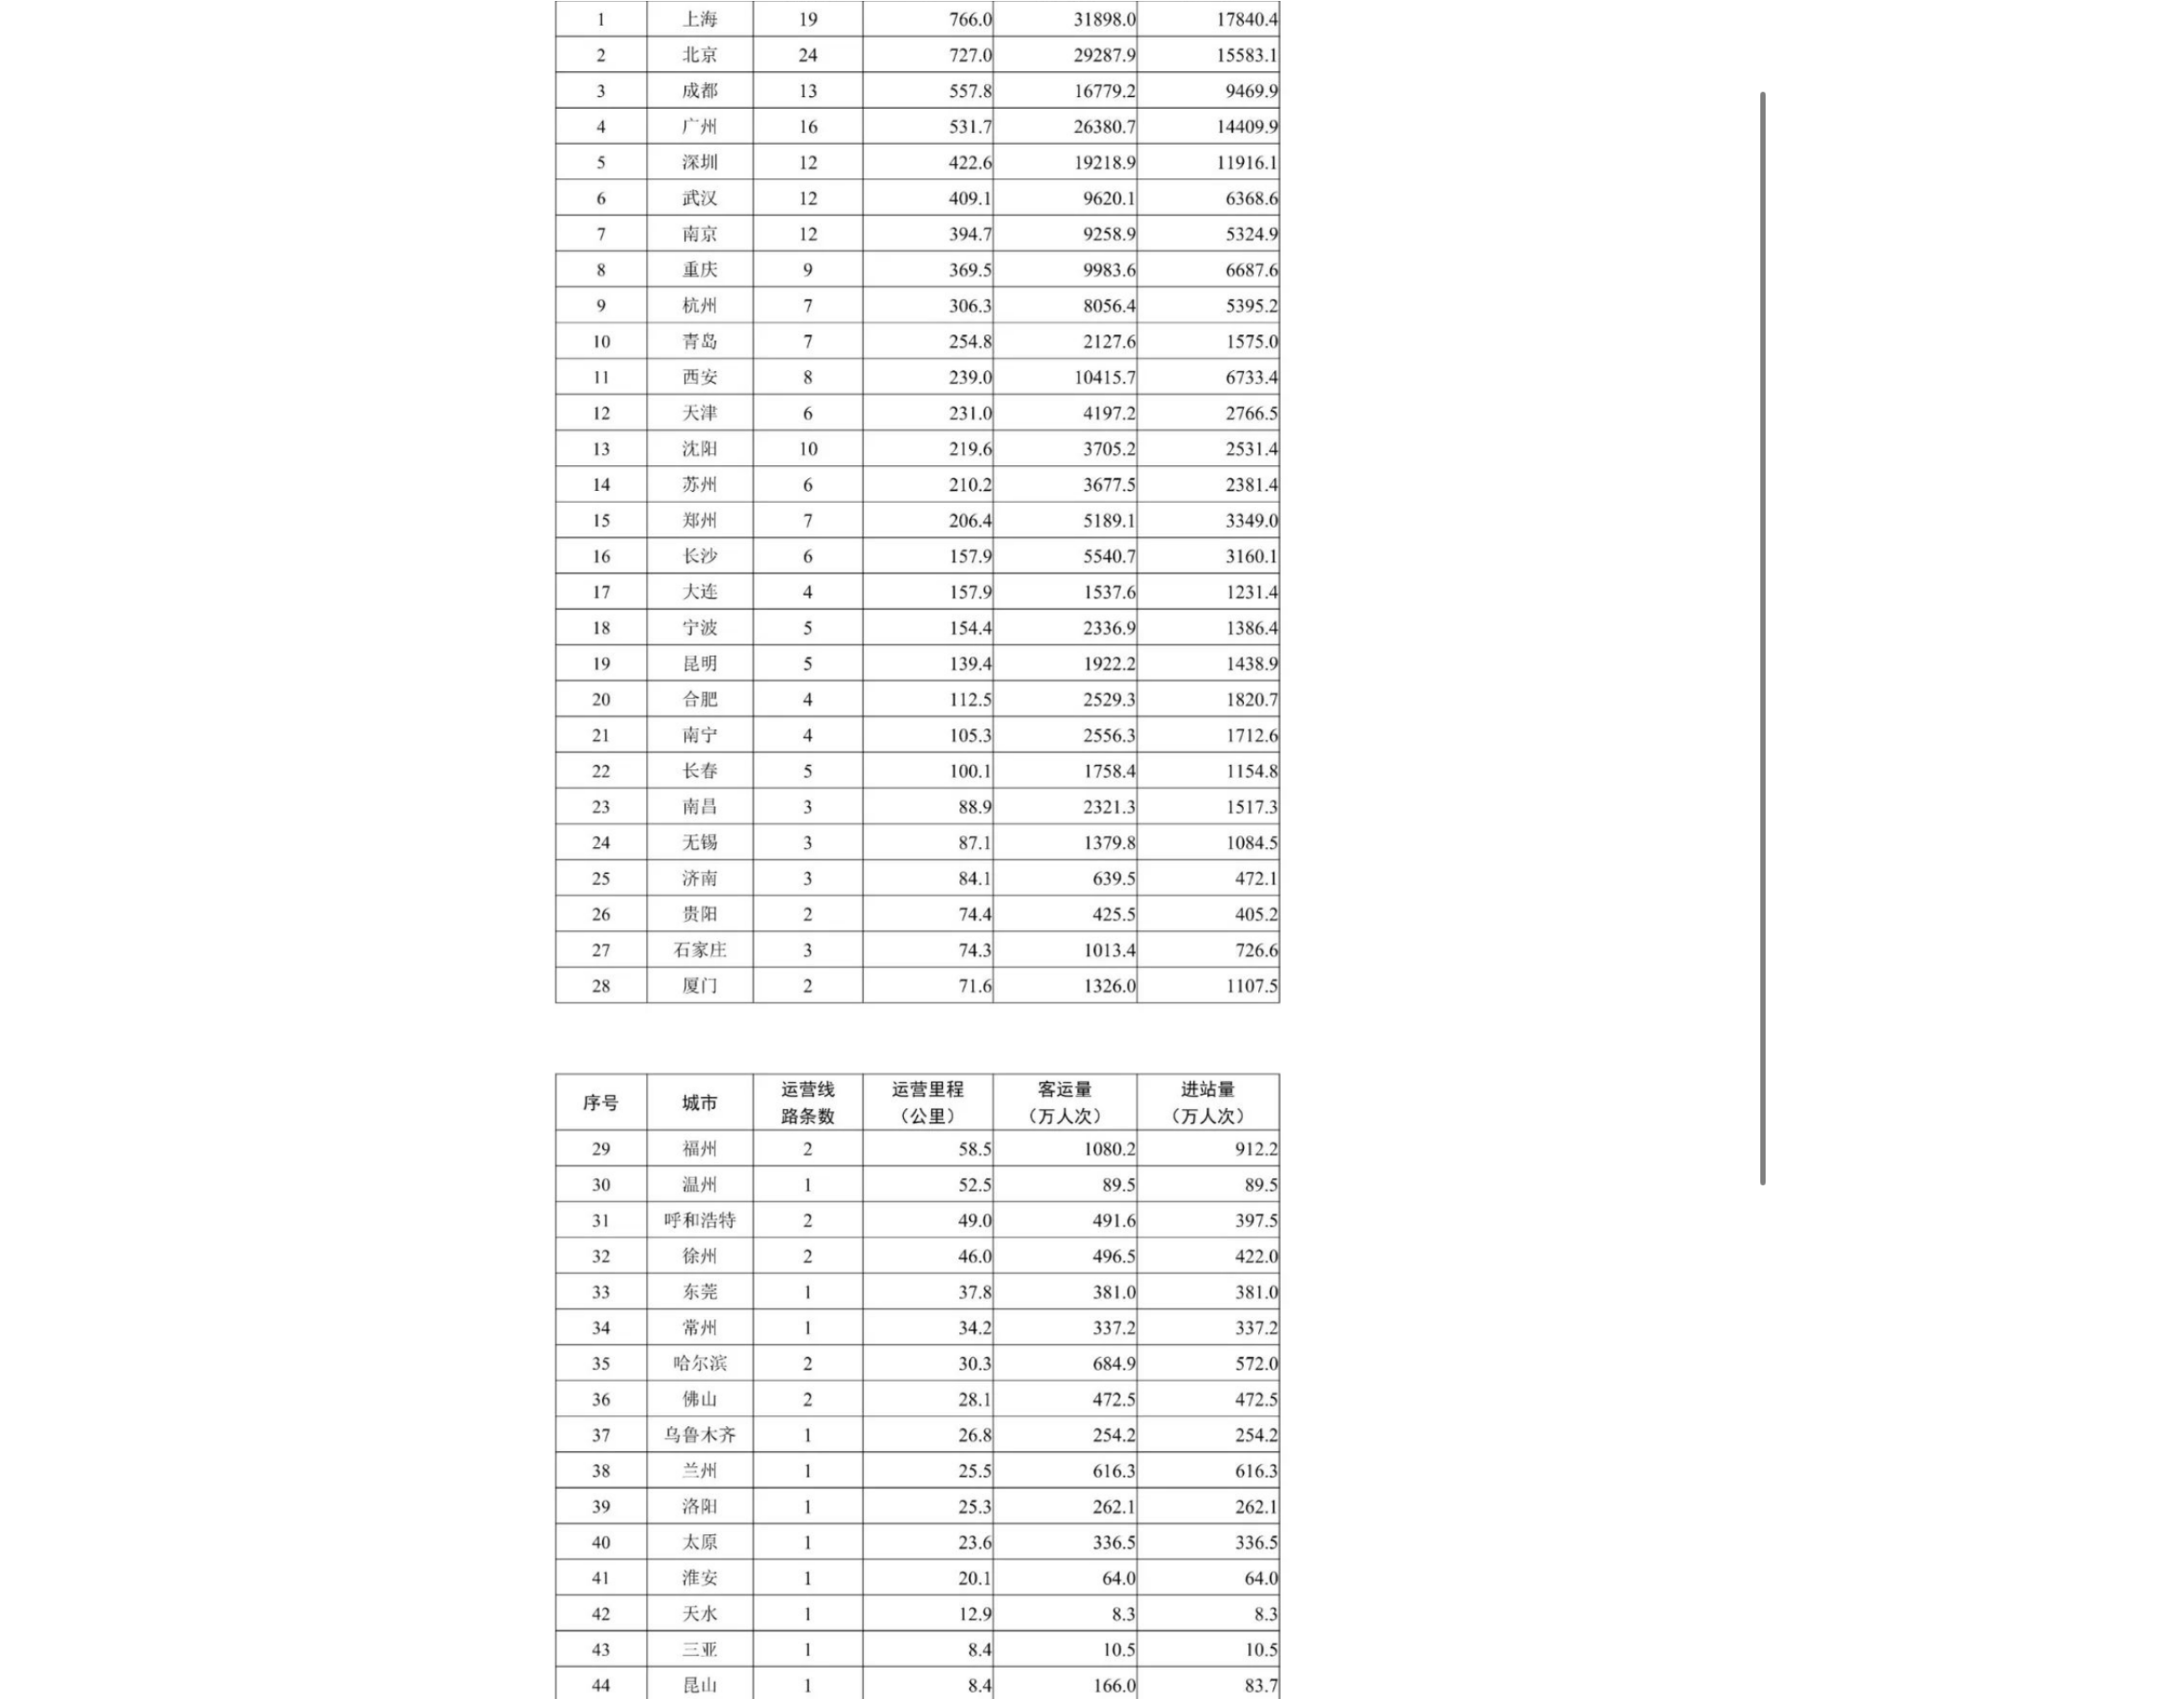 1 上海 19 766.0 31898.0 17840.4
2 北京 24 727.0 29287.9 15583.1
3 成都 13 557.8 16779.2 9469.9
4 广州 16 531.7 26380.7 14409.9
5 深圳 12 422.6 19218.9 11916.1
6 武汉 12 409.1 9620.1 6368.6
7 南京 12 394.7 9258.9 5324.9
8 重庆 9 369.5 9983.6 6687.6
9 杭州 7 306.3 8056.4 5395.2
10 青岛 7 254.8 2127.6 1575.0
11 西安 8 239.0 10415.7 6733.4
12 天津 6 231.0 4197.2 2766.5
13 沈阳 10 219.6 3705.2 2531.4
14 苏州 6 210.2 3677.5 2381.4
15 郑州 7 206.4 5189.1 3349.0
16 长沙 6 157.9 5540.7 3160.1
17 大连 4 157.9 1537.6 1231.4
18 宁波 5 154.4 2336.9 1386.4
19 昆明 5 139.4 1922.2 1438.9
20 合肥 4 112.5 2529.3 1820.7
21 南宁 4 105.3 2556.3 1712.6
22 长春 5 100.1 1758.4 1154.8
23 南昌 3 88.9 2321.3 1517.3
24 无锡 3 87.1 1379.8 1084.5
25 济南 3 84.1 639.5 472.1
26 贵阳 2 74.4 425.5 405.2
27 石家庄 3 74.3 1013.4 726.6
28 厦门 2 71.6 1326.0 1107.5
序号 城市 运营线 运营里程 客运量 进站量
路条数 （公里） （万人次） （万人次）
29 福州 2 58.5 1080.2 912.2
30 温州 1 52.5 89.5 89.5
31 呼和浩特 2 49.0 491.6 397.5
32 徐州 2 46.0 496.5 422.0
33 东莞 1 37.8 381.0 381.0
34 常州 1 34.2 337.2 337.2
35 哈尔滨 2 30.3 684.9 572.0
36 佛山 2 28.1 472.5 472.5
37 乌鲁木齐 1 26.8 254.2 254.2
38 兰州 1 25.5 616.3 616.3
39 洛阳 1 25.3 262.1 262.1
40 太原 1 23.6 336.5 336.5
41 淮安 1 20.1 64.0 64.0
42 天水 1 12.9 8.3 8.3
43 三亚 1 8.4 10.5 10.5
44 昆山 1 8.4 166.0 83.7